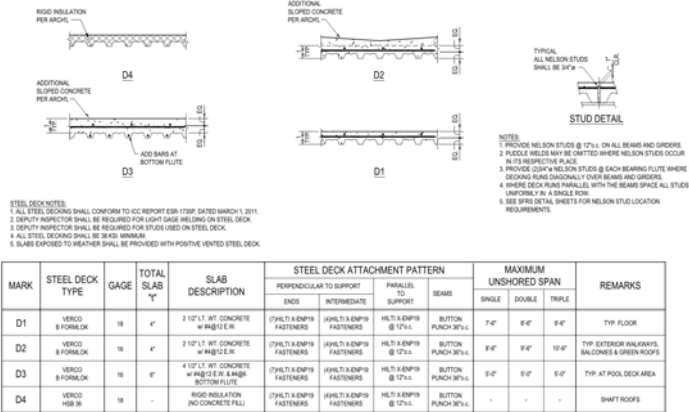 RIGID INSULATION
PER ARCH'L
D4
ADDITIONAL
SLOPED CONCRETE
PER ARCH'L
D2
TYPICAL
ALL NELSON STUDS
SHALL BE 3/4"ø
CLR.
STUD DETAIL
ADDITIONAL
SLOPED CONCRETE
PER ARCH'L
ADD BARS AT
BOTTOM FLUTE
D3
D1
EQ.
EQ.
EQ.
EQ.
EQ.
EQ.
NOTES:
1. PROVIDE NELSON STUDS @ 12"o.c. ON ALL BEAMS AND GIRDERS.
2. PUDDLE WELDS MAY BE OMITTED WHERE NELSON STUDS OCCUR
IN ITS RESPECTIVE PLACE.
3. PROVIDE (2)3/4"ø NELSON STUDS @ EACH BEARING FLUTE WHERE
DECKING RUNS DIAGONALLY OVER BEAMS AND GIRDERS.
4. WHERE DECK RUNS PARALLEL WITH THE BEAMS SPACE ALL STUDS
UNIFORMLY IN A SINGLE ROW.
5. SEE SFRS DETAIL SHEETS FOR NELSON STUD LOCATION
REQUIREMENTS.
STEEL DECK NOTES:
1. ALL STEEL DECKING SHALL CONFORM TO ICC REPORT ESR-1735P, DATED MARCH 1, 2011.
2. DEPUTY INSPECTOR SHALL BE REQUIRED FOR LIGHT GAGE WELDING ON STEEL DECK.
3. DEPUTY INSPECTOR SHALL BE REQUIRED FOR STUDS USED ON STEEL DECK.
4. ALL STEEL DECKING SHALL BE 38 KSI. MINIMUM.
5. SLABS EXPOSED TO WEATHER SHALL BE PROVIDED WITH POSITIVE VENTED STEEL DECK.
MARK
STEEL DECK
TYPE
GAGE
TOTAL
SLAB
"t"
SLAB
DESCRIPTION
STEEL DECK ATTACHMENT PATTERN
PERPENDICULAR TO SUPPORT
ENDS
INTERMEDIATE
PARALLEL
TO
SUPPORT
SEAMS
MAXIMUM
UNSHORED SPAN
SINGLE
DOUBLE
TRIPLE
REMARKS
D1
VERCO
B FORMLOK
18
4"
2 1/2" LT. WT. CONCRETE
w/ #4@12 E.W.
(7)HILTI X-ENP19
FASTENERS
(4)HILTI X-ENP19
FASTENERS
HILTI X-ENP19
@ 12"o.c.
BUTTON
PUNCH 36"o.c.
7'-6"
8'-6"
9'-6"
TYP. FLOOR
D2
VERCO
B FORMLOK
16
4"
2 1/2" LT. WT. CONCRETE
w/ #4@12 E.W.
(7)HILTI X-ENP19
FASTENERS
(4)HILTI X-ENP19
FASTENERS
HILTI X-ENP19
@ 12"o.c.
BUTTON
PUNCH 36"o.c.
8'-6"
9'-6"
10'-6"
TYP. EXTERIOR WALKWAYS,
BALCONIES & GREEN ROOFS
D3
VERCO
B FORMLOK
16
6"
4 1/2" LT. WT. CONCRETE
w/ #4@12 E.W. & #4@6
BOTTOM FLUTE
(7)HILTI X-ENP19
FASTENERS
(4)HILTI X-ENP19
FASTENERS
HILTI X-ENP19
@ 12"o.c.
BUTTON
PUNCH 36"o.c.
5'-0"
5'-0"
5'-0"
TYP. AT POOL DECK AREA
D4
VERCO
HSB 36
18
-
RIGID INSULATION
(NO CONCRETE FILL)
(7)HILTI X-ENP19
FASTENERS
(4)HILTI X-ENP19
FASTENERS
HILTI X-ENP19
@ 12"o.c.
BUTTON
PUNCH 36"o.c.
-
-
-
SHAFT ROOFS